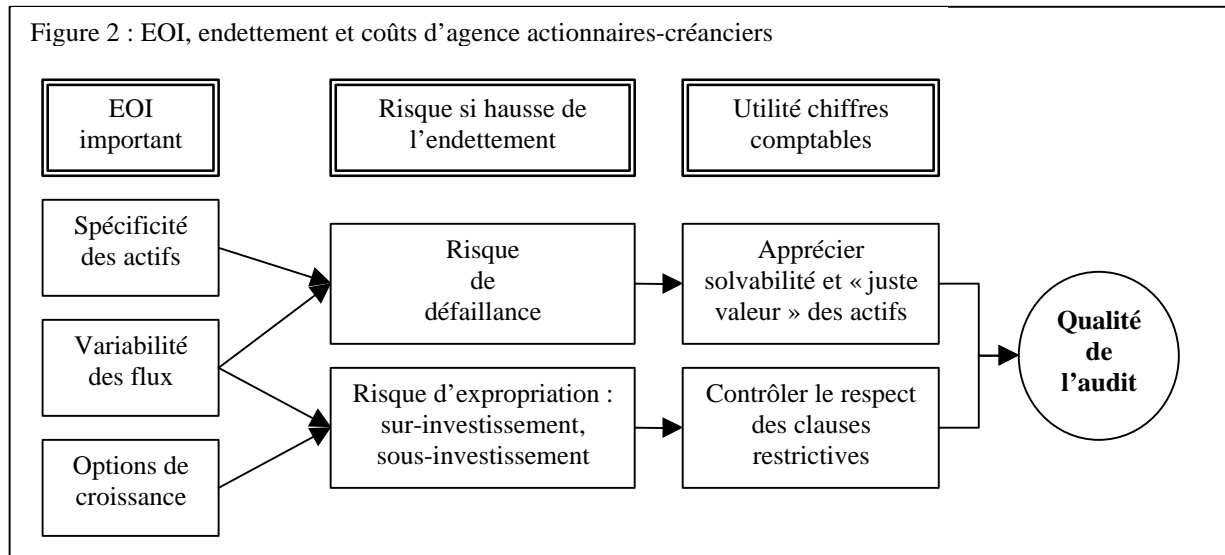 Figure 2 : EOI, endettement et coûts d’agence actionnaires-créanciers
EOI
important
Risque si hausse de
l’endettement
Utilité chiffres
comptables
Spécificité
des actifs
Variabilité
des flux
Options de
croissance
Risque
de
défaillance
Risque d’expropriation :
sur-investissement,
sous-investissement
Apprécier
solvabilité et « juste
valeur » des actifs
Contrôler le respect
des clauses
restrictives
Qualité
de
l’audit